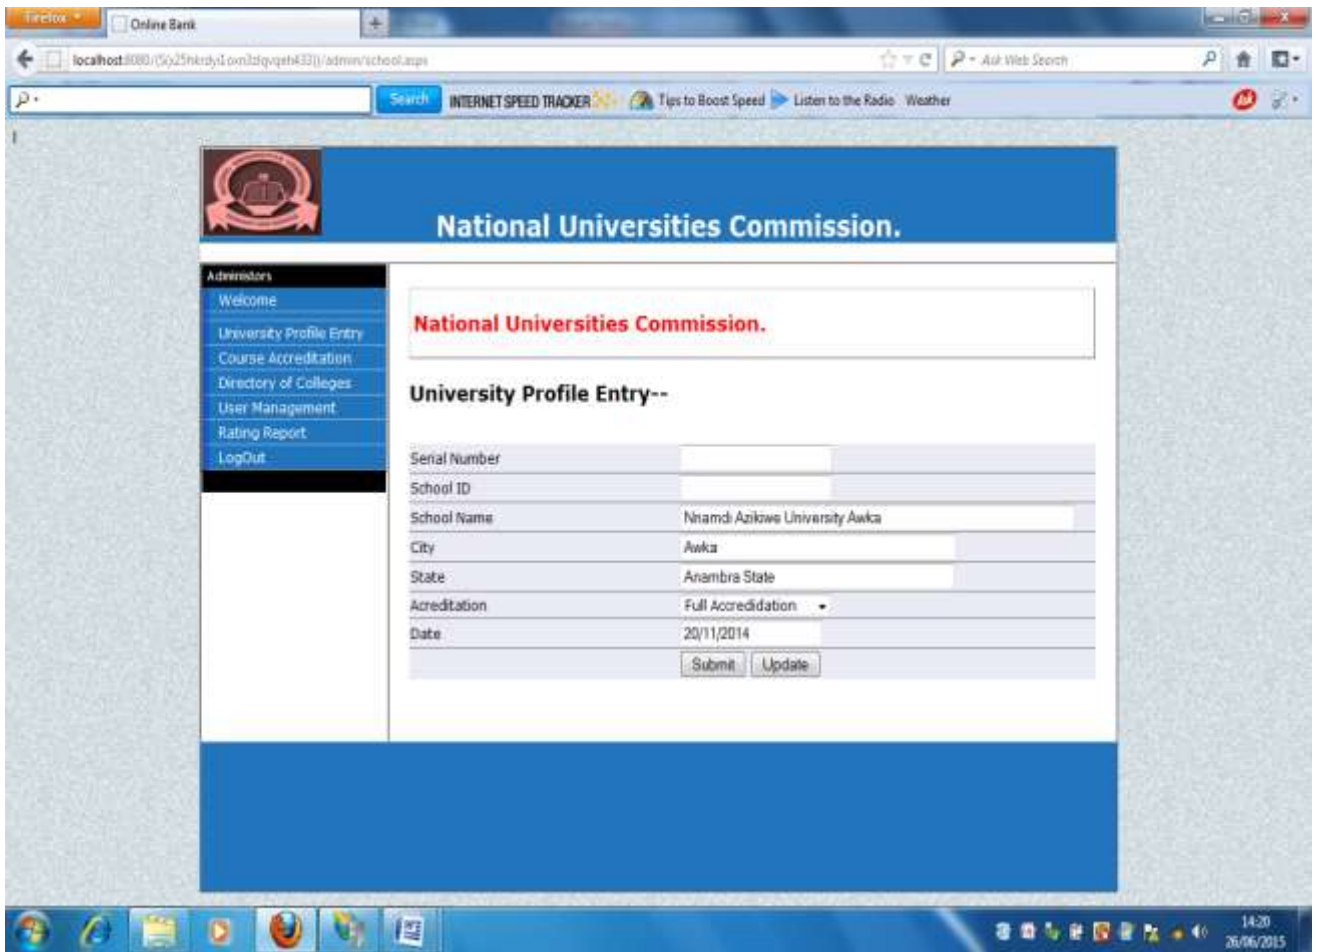 Firefox
Online Bank
Search INTERNET SPEED TRACKER Tips to Boost Speed Listen to the Radio Weather
Ask Web Search
National Universities Commission.
Administors
Welcome
University Profile Entry
Course Accreditation
Directory of Colleges
User Management
Rating Report
LogOut
National Universities Commission.
University Profile Entry--
Serial Number
School ID
School Name Nnamdi Azikiwe University Awka
City Awka
State Anambra State
Acreditation Full Accredidation
Date 20/11/2014
Submit Update
14:20
26/06/2015